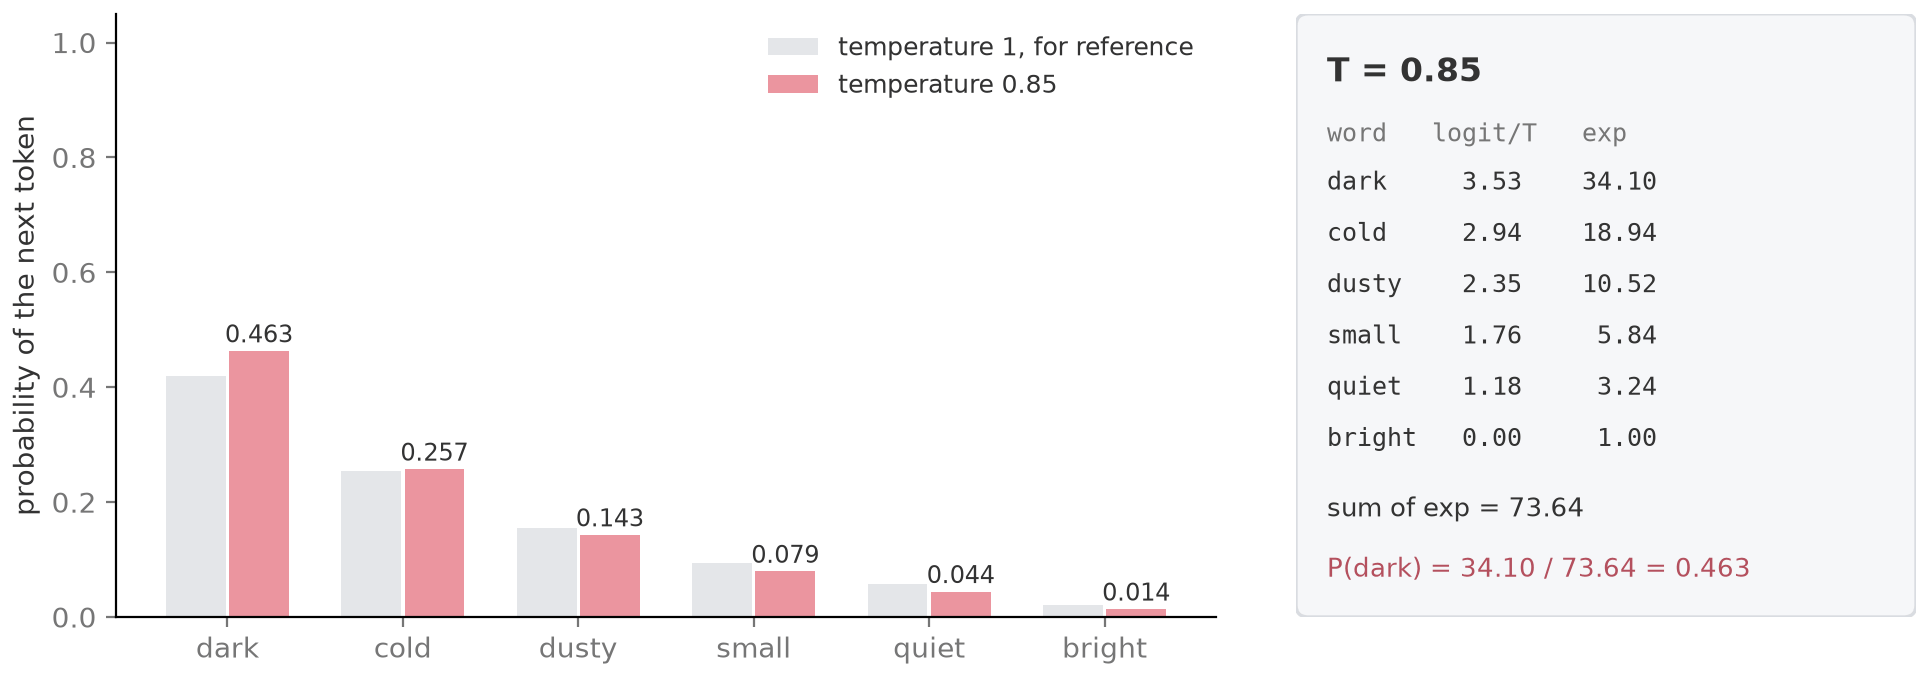 probability of the next token
1.0
0.8
0.6
0.4
0.2
0.0
temperature 1, for reference
temperature 0.85
0.463
0.257
0.143
0.079
0.044
0.014
dark cold dusty small quiet bright
T = 0.85
word logit/T exp
dark 3.53 34.10
cold 2.94 18.94
dusty 2.35 10.52
small 1.76 5.84
quiet 1.18 3.24
bright 0.00 1.00
sum of exp = 73.64
P(dark) = 34.10 / 73.64 = 0.463